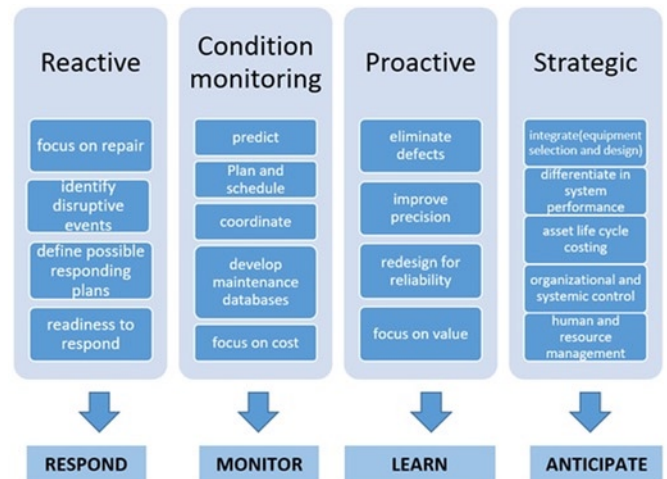 Reactive
focus on repair
identify
disruptive
events
define possible
responding
plans
readiness to
respond
Condition
monitoring
predict
Plan and
schedule
coordinate
develop
maintenance
databases
focus on cost
Proactive
eliminate
defects
improve
precision
redesign for
reliability
focus on value
Strategic
integrate(equipment
selection and design)
differentiate in
system
performance
asset life cycle
costing
organizational and
systemic control
human and
resource
management
RESPOND
MONITOR
LEARN
ANTICIPATE